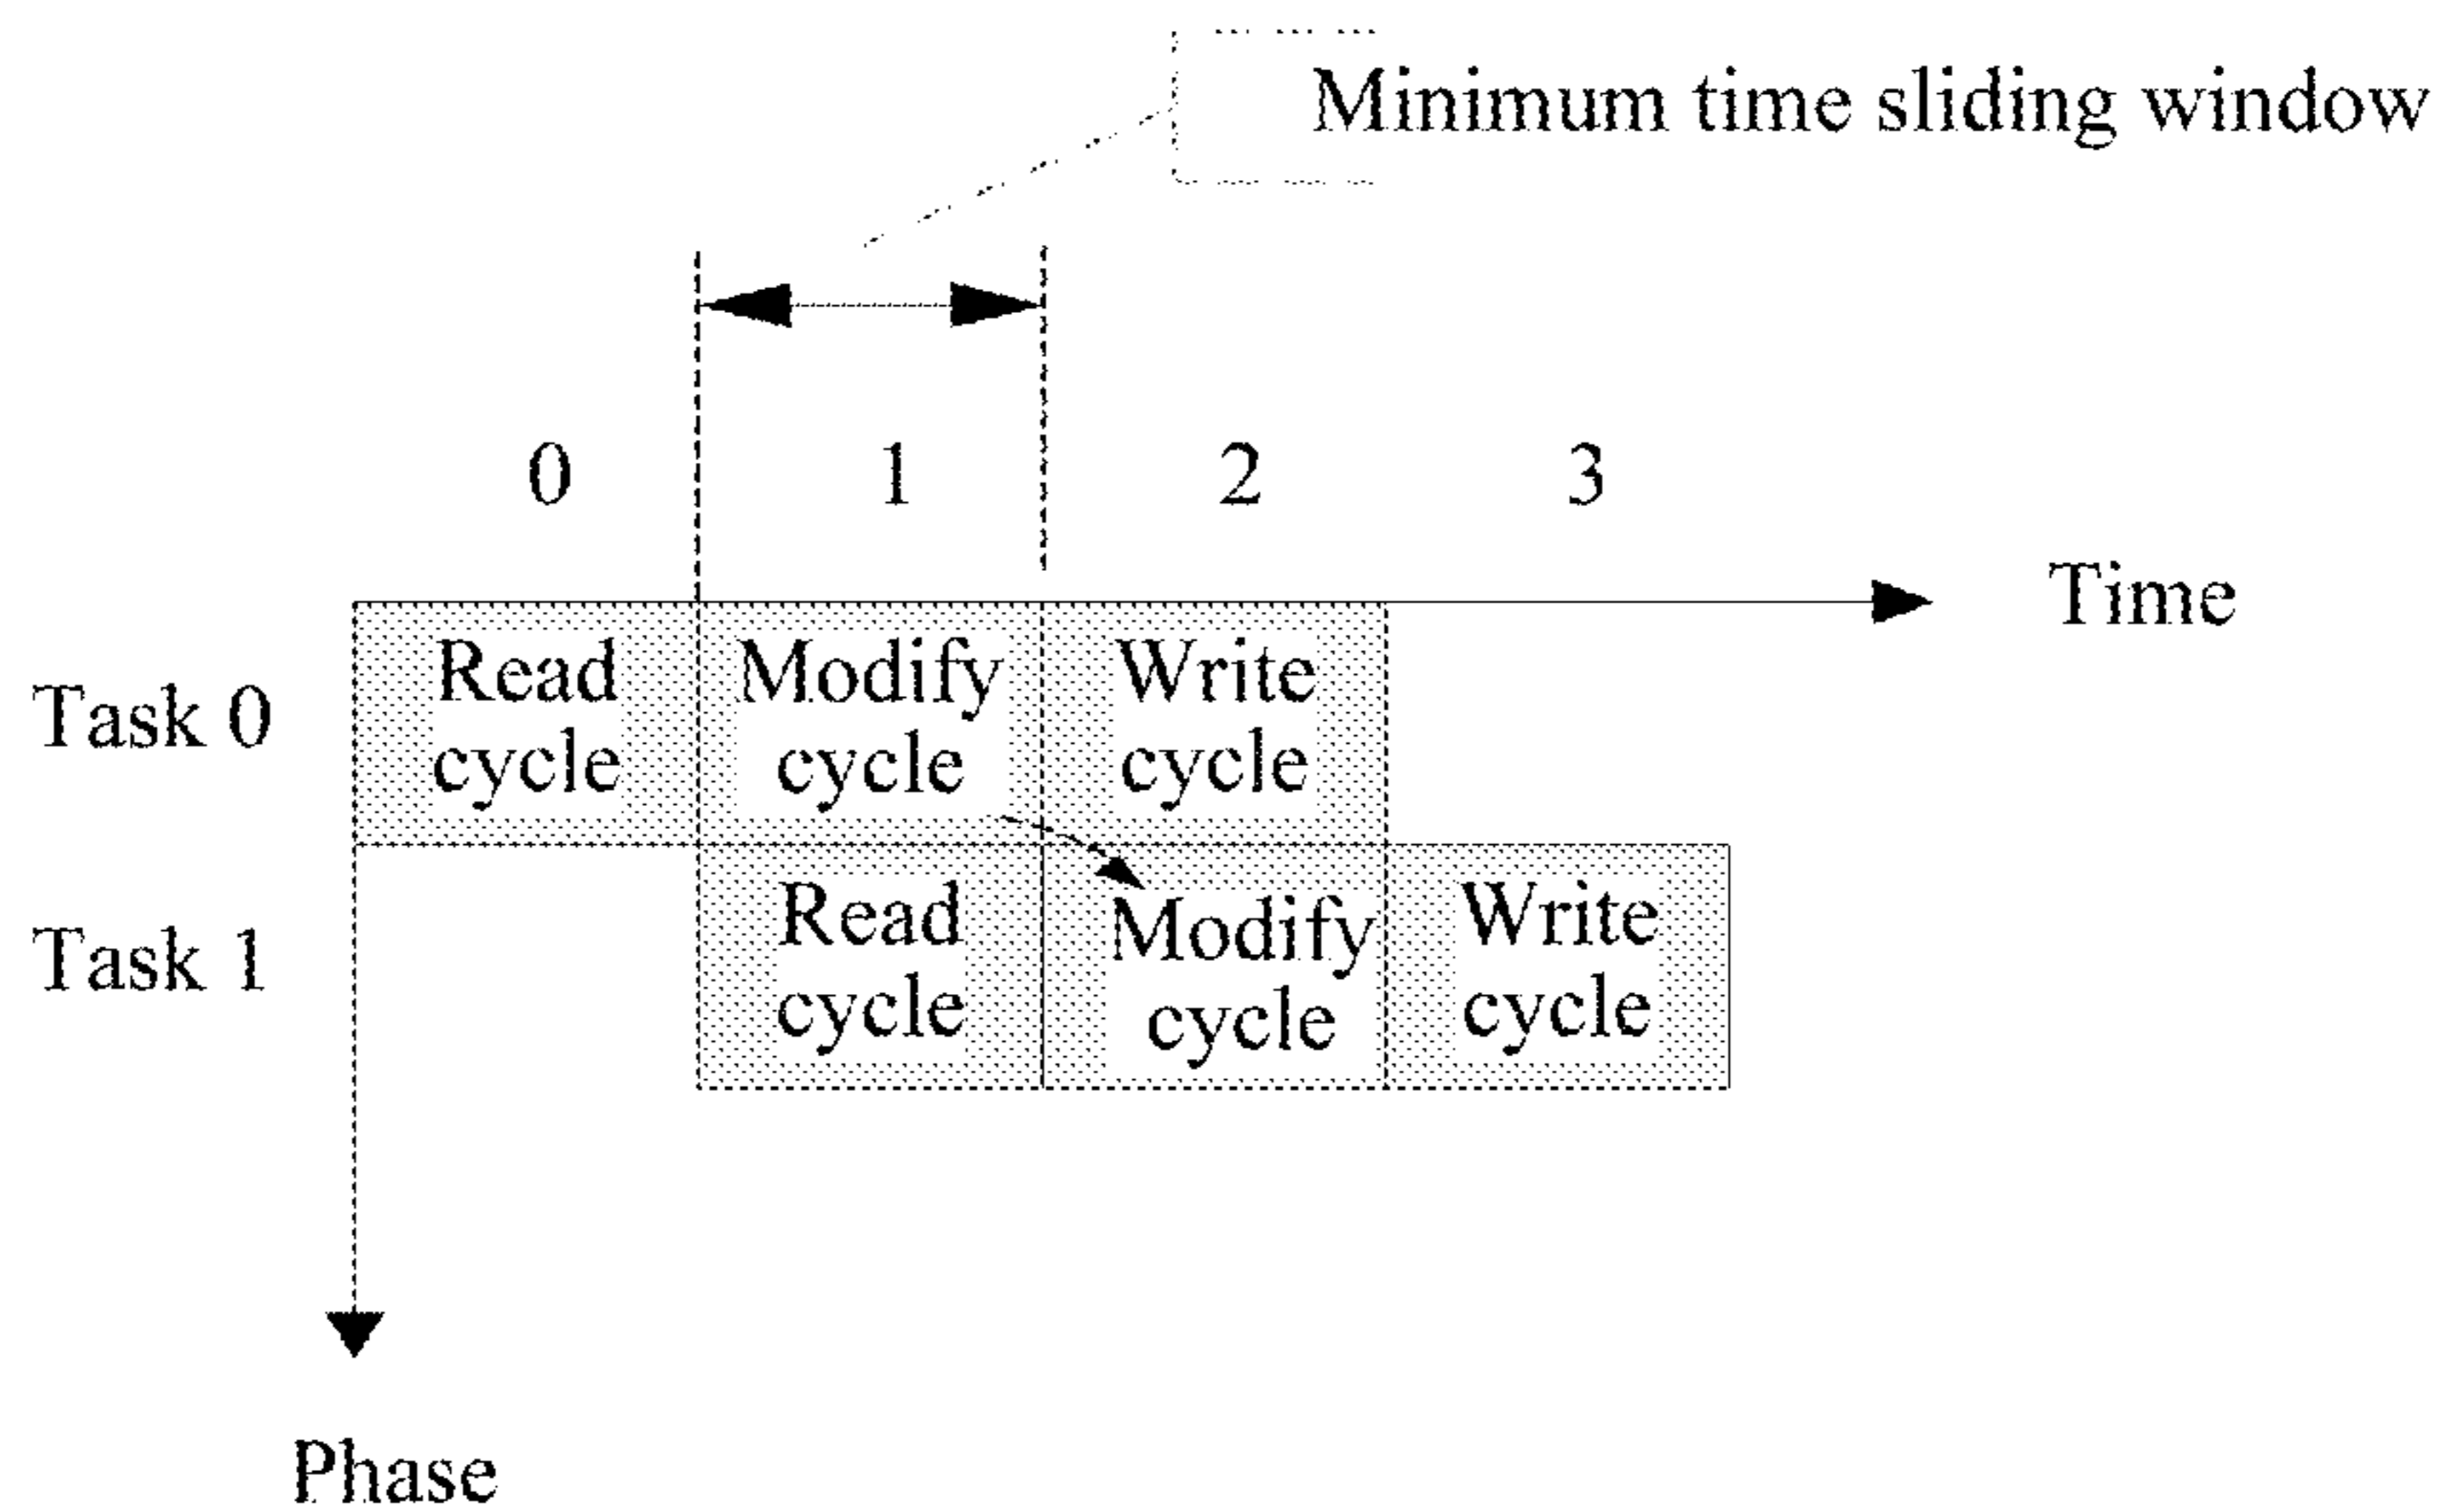 Minimum time sliding window
0 1 2 3
Time
Task 0
Read
cycle
Modify
cycle
Write
cycle
Task 1
Read
cycle
Modify
cycle
Write
cycle
Phase